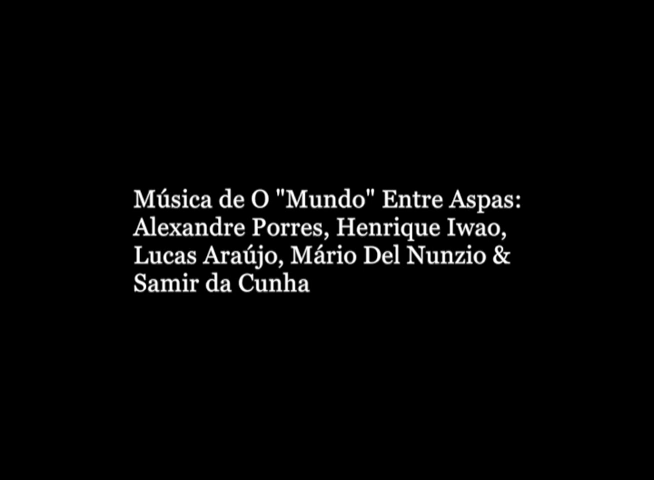 Música de O "Mundo" Entre Aspas:
Alexandre Porres, Henrique Iwao,
Lucas Araújo, Mário Del Nunzio &
Samir da Cunha